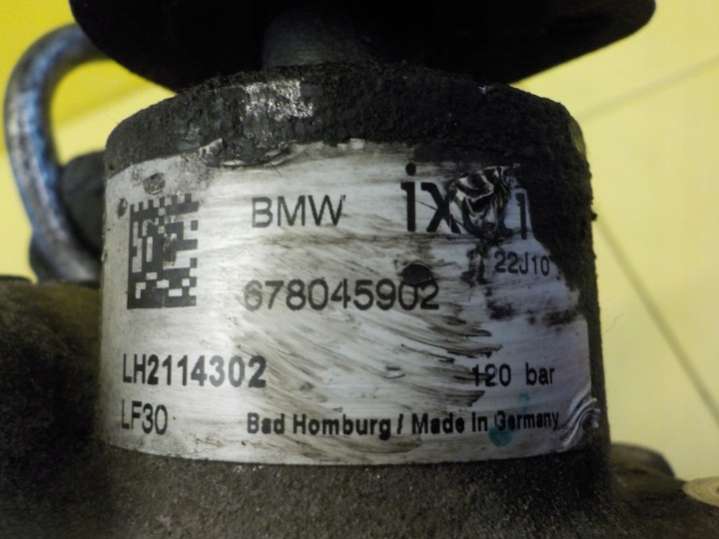 BMW
22J10
678045902
LH2114302 120 bar
LF30 Bad Homburg / Made in Germany